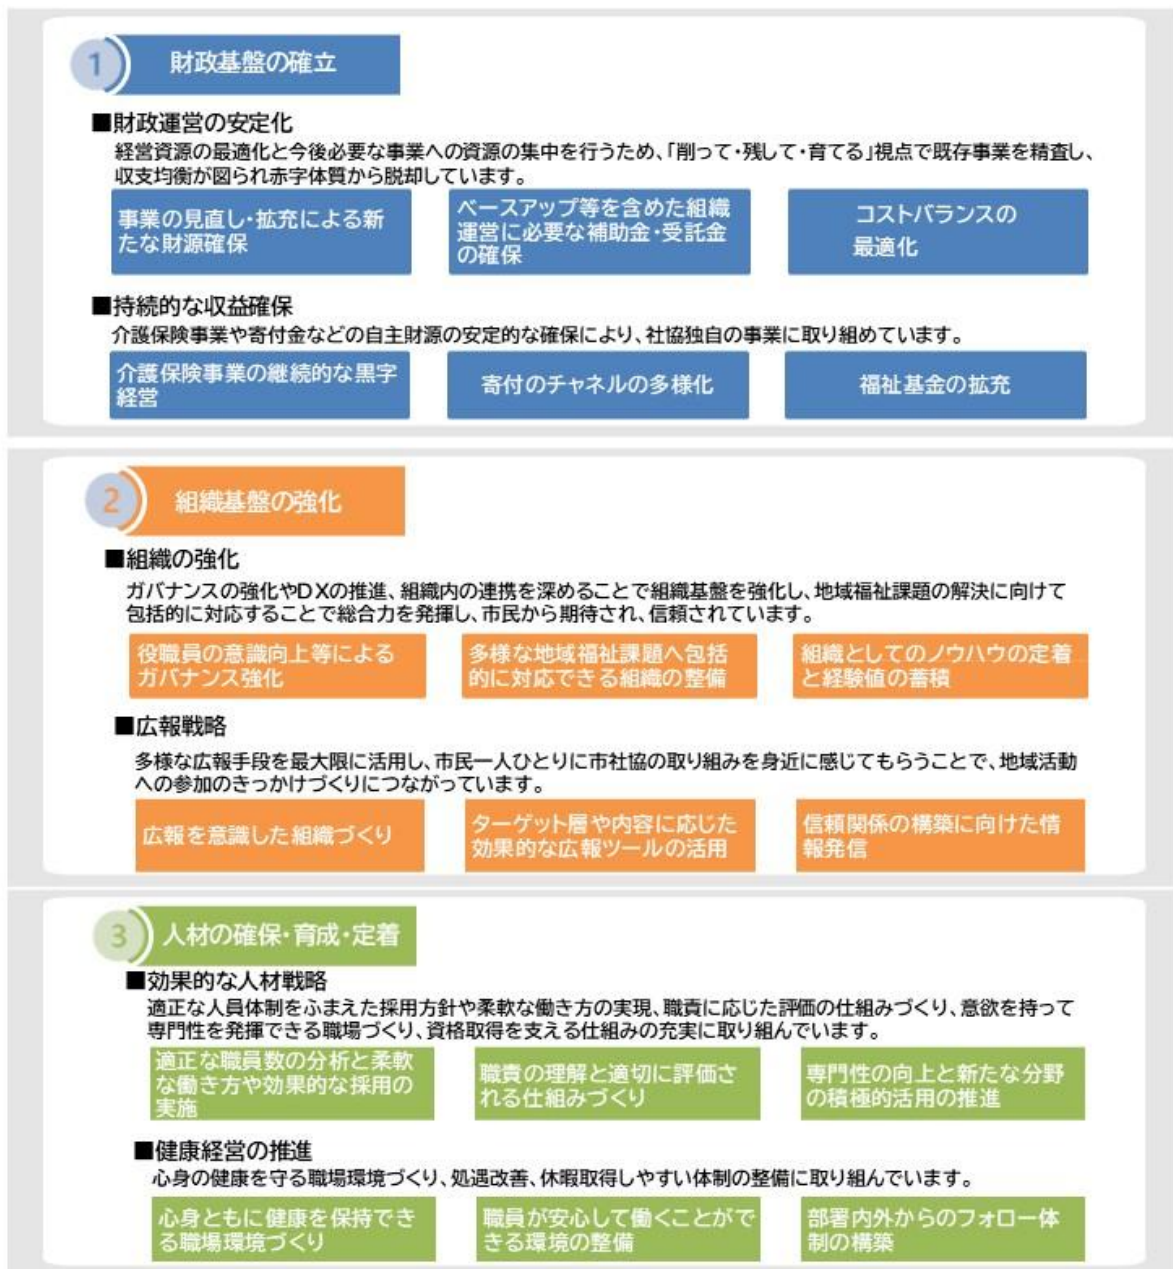 1 財政基盤の確立
■財政運営の安定化
経営資源の最適化と今後必要な事業への資源の集中を行うため、「削って・残して・育てる」視点で既存事業を精査し、
収支均衡が図られ赤字体質から脱却しています。
事業の見直し・拡充による新
たな財源確保
ベースアップ等を含めた組織
運営に必要な補助金・受託金
の確保
コストバランスの
最適化
■持続的な収益確保
介護保険事業や寄付金などの自主財源の安定的な確保により、社協独自の事業に取り組めています。
介護保険事業の継続的な黒字
経営
寄付のチャネルの多様化
福祉基金の拡充
2 組織基盤の強化
■組織の強化
ガバナンスの強化やDXの推進、組織内の連携を深めることで組織基盤を強化し、地域福祉課題の解決に向けて
包括的に対応することで総合力を発揮し、市民から期待され、信頼されています。
役職員の意識向上等による
ガバナンス強化
多様な地域福祉課題へ包括
的に対応できる組織の整備
組織としてのノウハウの定着
と経験値の蓄積
■広報戦略
多様な広報手段を最大限に活用し、市民一人ひとりに市社協の取り組みを身近に感じてもらうことで、地域活動
への参加のきっかけづくりにつながっています。
広報を意識した組織づくり
ターゲット層や内容に応じた
効果的な広報ツールの活用
信頼関係の構築に向けた情
報発信
3 人材の確保・育成・定着
■効果的な人材戦略
適正な人員体制をふまえた採用方針や柔軟な働き方の実現、職責に応じた評価の仕組みづくり、意欲を持って
専門性を発揮できる職場づくり、資格取得を支える仕組みの充実に取り組んでいます。
適正な職員数の分析と柔軟
な働き方や効果的な採用の
実施
職責の理解と適切に評価さ
れる仕組みづくり
専門性の向上と新たな分野
の積極的活用の推進
■健康経営の推進
心身の健康を守る職場環境づくり、処遇改善、休暇取得しやすい体制の整備に取り組んでいます。
心身ともに健康を保持でき
る職場環境づくり
職員が安心して働くことがで
きる環境の整備
部署内外からのフォロー体
制の構築